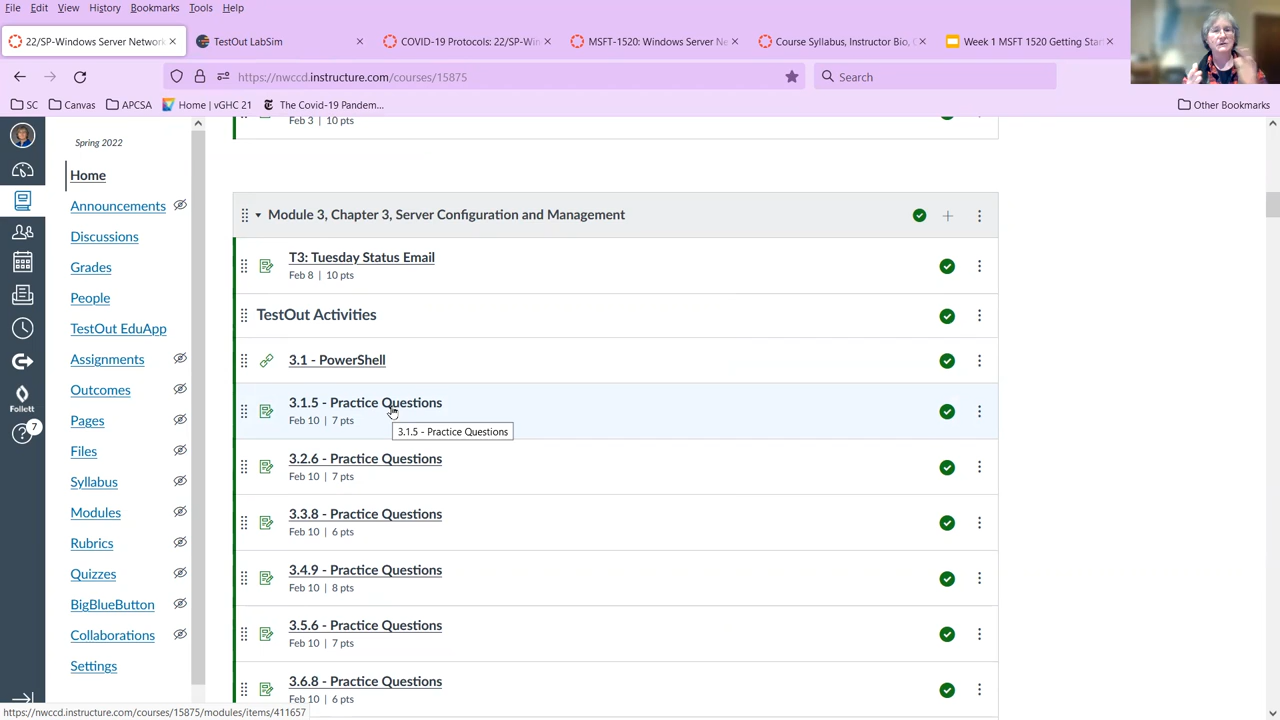 File Edit View History Bookmarks Tools Help
22/SP-Windows Server Network
TestOut LabSim
COVID-19 Protocols: 22/SP-Win
MSFT-1520: Windows Server Ne
Course Syllabus, Instructor Bio, C
Week 1 MSFT 1520 Getting Star
https://nwccd.instructure.com/courses/15875
Search
SC Canvas APCSA Home | vGHC 21 The Covid-19 Pandem... Other Bookmarks
Spring 2022
Home
Announcements
Discussions
Grades
People
TestOut EduApp
Assignments
Outcomes
Pages
Files
Syllabus
Modules
Rubrics
Quizzes
BigBlueButton
Collaborations
Settings
Follett
7
Feb 3 | 10 pts
Module 3, Chapter 3, Server Configuration and Management
T3: Tuesday Status Email
Feb 8 | 10 pts
TestOut Activities
3.1 - PowerShell
3.1.5 - Practice Questions
Feb 10 | 7 pts
3.1.5 - Practice Questions
3.2.6 - Practice Questions
Feb 10 | 7 pts
3.3.8 - Practice Questions
Feb 10 | 6 pts
3.4.9 - Practice Questions
Feb 10 | 8 pts
3.5.6 - Practice Questions
Feb 10 | 7 pts
3.6.8 - Practice Questions
Feb 10 | 6 pts
https://nwccd.instructure.com/courses/15875/modules/items/411657